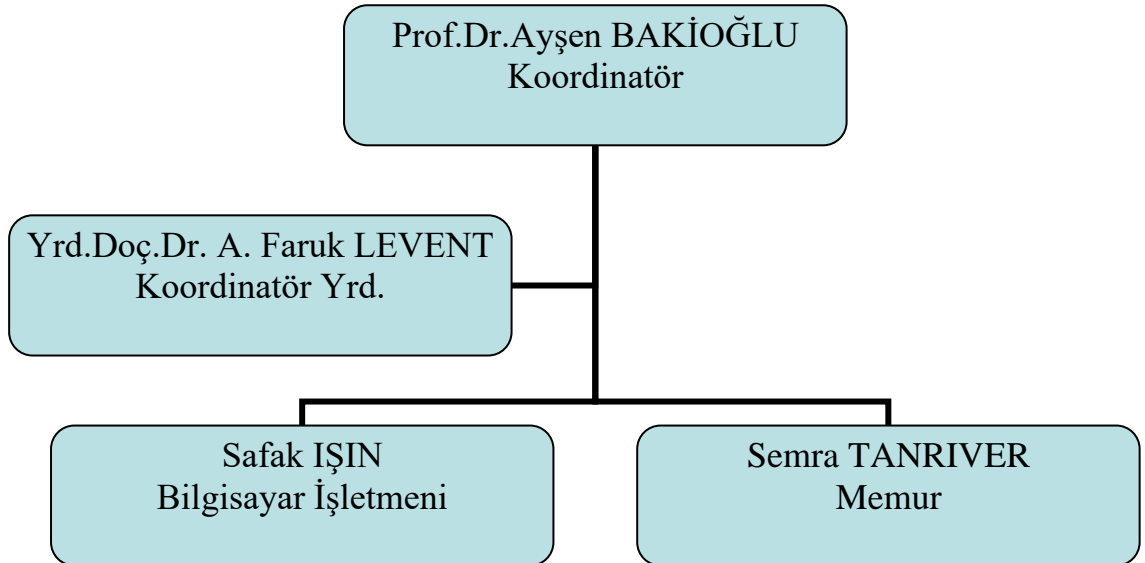 Prof.Dr.Ayşen BAKİOĞLU
Koordinatör
Yrd.Doç.Dr. A. Faruk LEVENT
Koordinatör Yrd.
Safak IŞIN
Bilgisayar İşletmeni
Semra TANRIVER
Memur